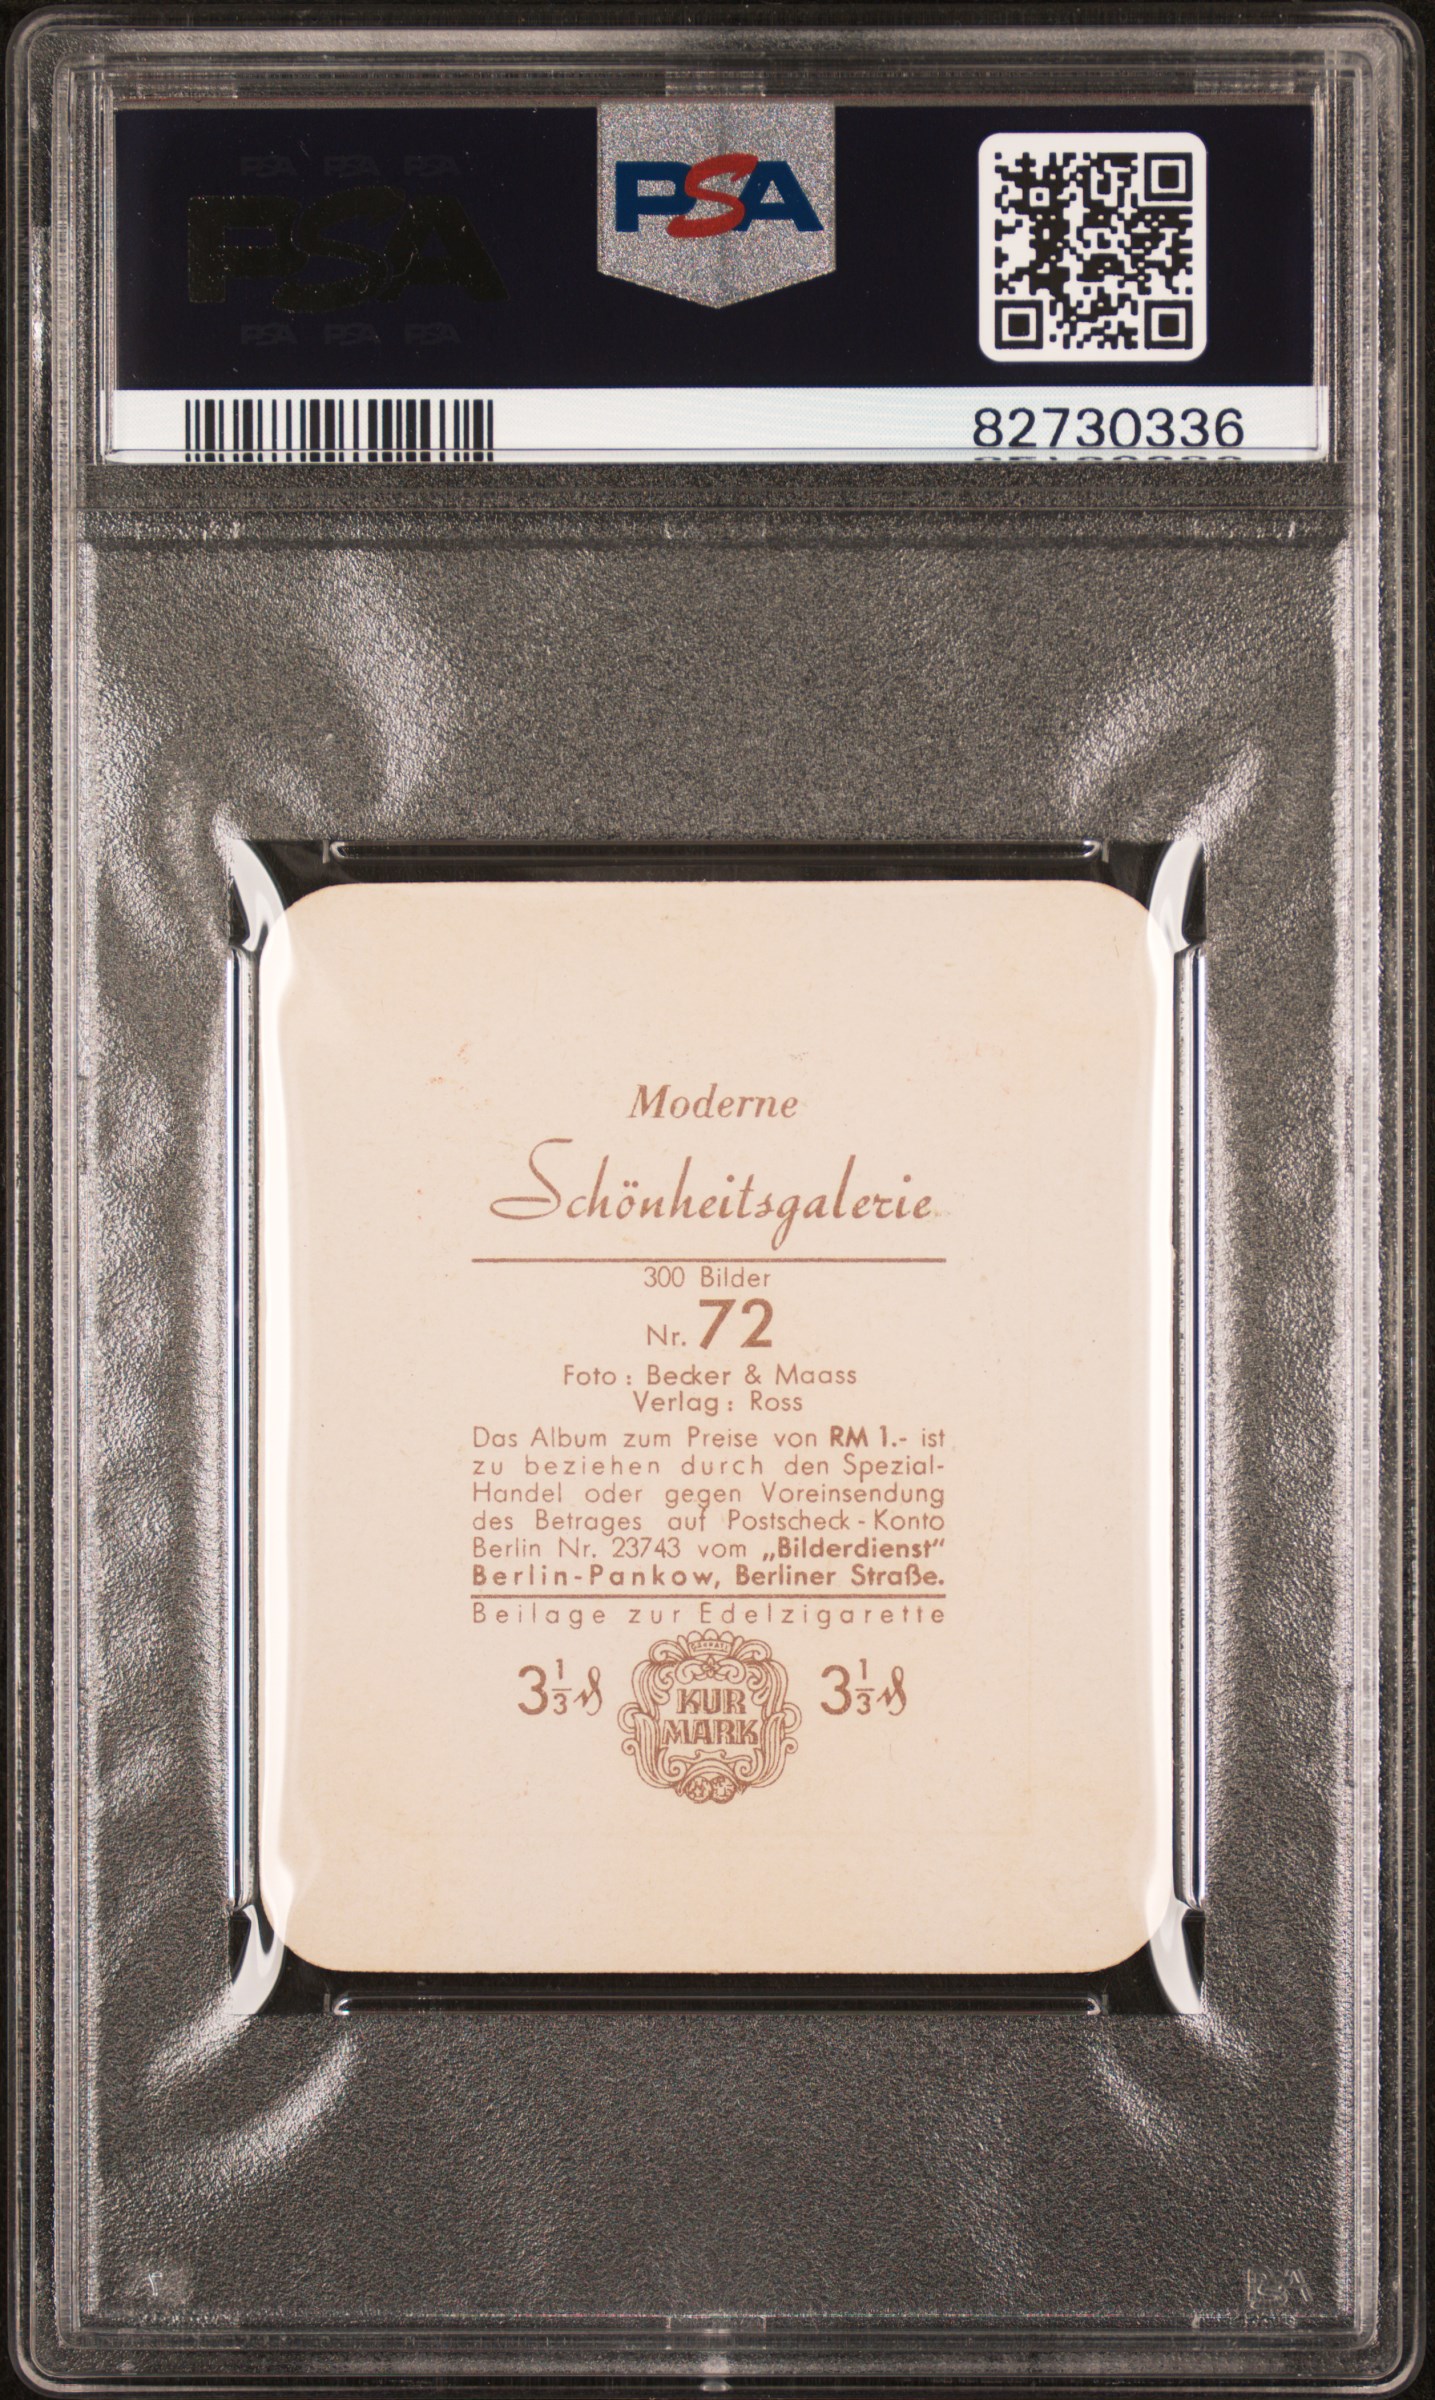 PSA PSA PSA
PSA
PSA PSA PSA
PSA
82730336
Moderne
Schönheitsgalerie
300 Bilder
Nr. 72
Foto : Becker & Maass
Verlag : Ross
Das Album zum Preise von RM 1.- ist
zu beziehen durch den Spezial-
Handel oder gegen Voreinsendung
des Betrages auf Postscheck-Konto
Berlin Nr. 23743 vom „Bilderdienst"
Berlin-Pankow, Berliner Straße.
Beilage zur Edelzigarette
3⅓ ₰ KUR MARK 3⅓ ₰
PSA